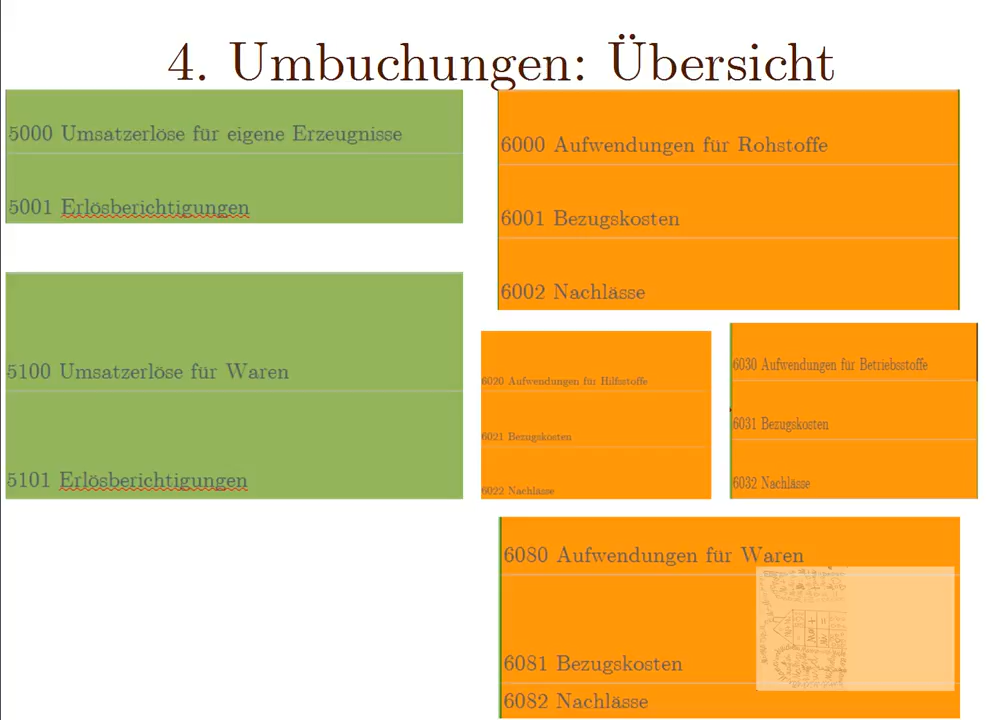 4. Umbuchungen: Übersicht
5000 Umsatzerlöse für eigene Erzeugnisse
5001 Erlösberichtigungen
5100 Umsatzerlöse für Waren
5101 Erlösberichtigungen
6000 Aufwendungen für Rohstoffe
6001 Bezugskosten
6002 Nachlässe
6020 Aufwendungen für Hilfsstoffe
6021 Bezugskosten
6022 Nachlässe
6030 Aufwendungen für Betriebsstoffe
6031 Bezugskosten
6032 Nachlässe
6080 Aufwendungen für Waren
6081 Bezugskosten
6082 Nachlässe